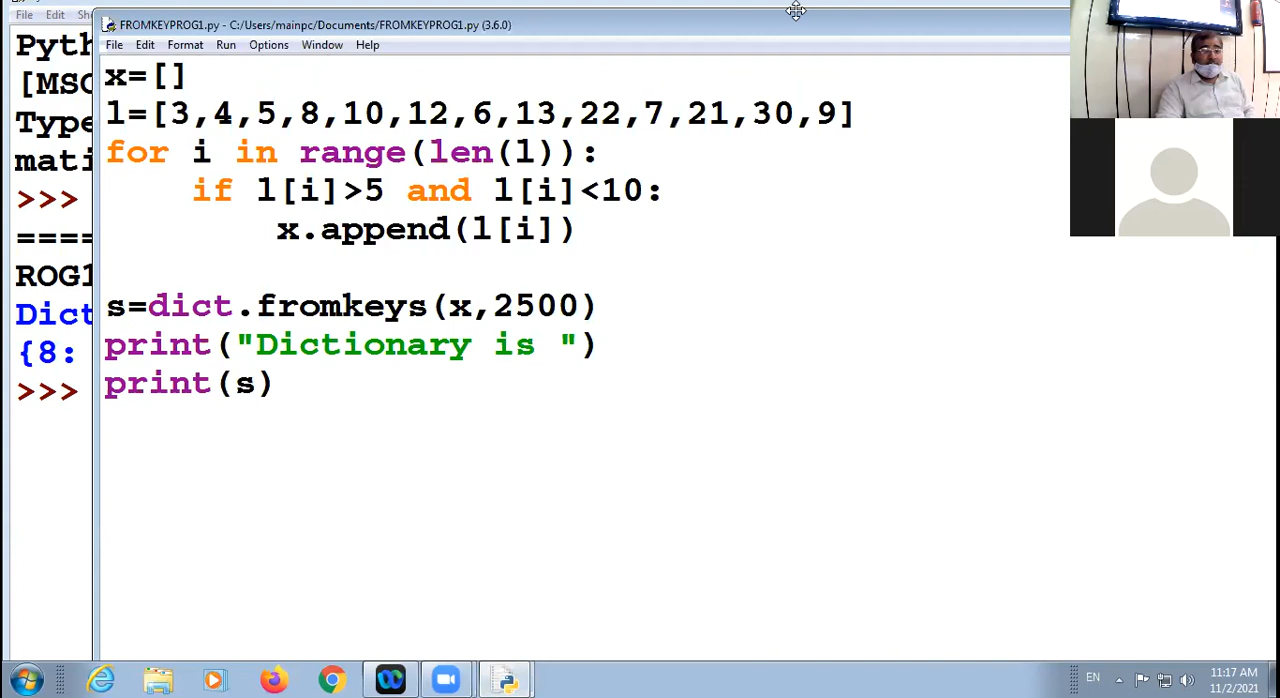 File Edit
FROMKEYPROG1.py - C:/Users/mainpc/Documents/FROMKEYPROG1.py (3.6.0)
File Edit Format Run Options Window Help
x=[]
l=[3,4,5,8,10,12,6,13,22,7,21,30,9]
for i in range(len(l)):
if l[i]>5 and l[i]<10:
x.append(l[i])
s=dict.fromkeys(x,2500)
print("Dictionary is ")
print(s)
Pyth
[MSC
Type
mati
>>>
====
ROG1
Dict
{8:
>>>
EN
11:17 AM
11/2/2021